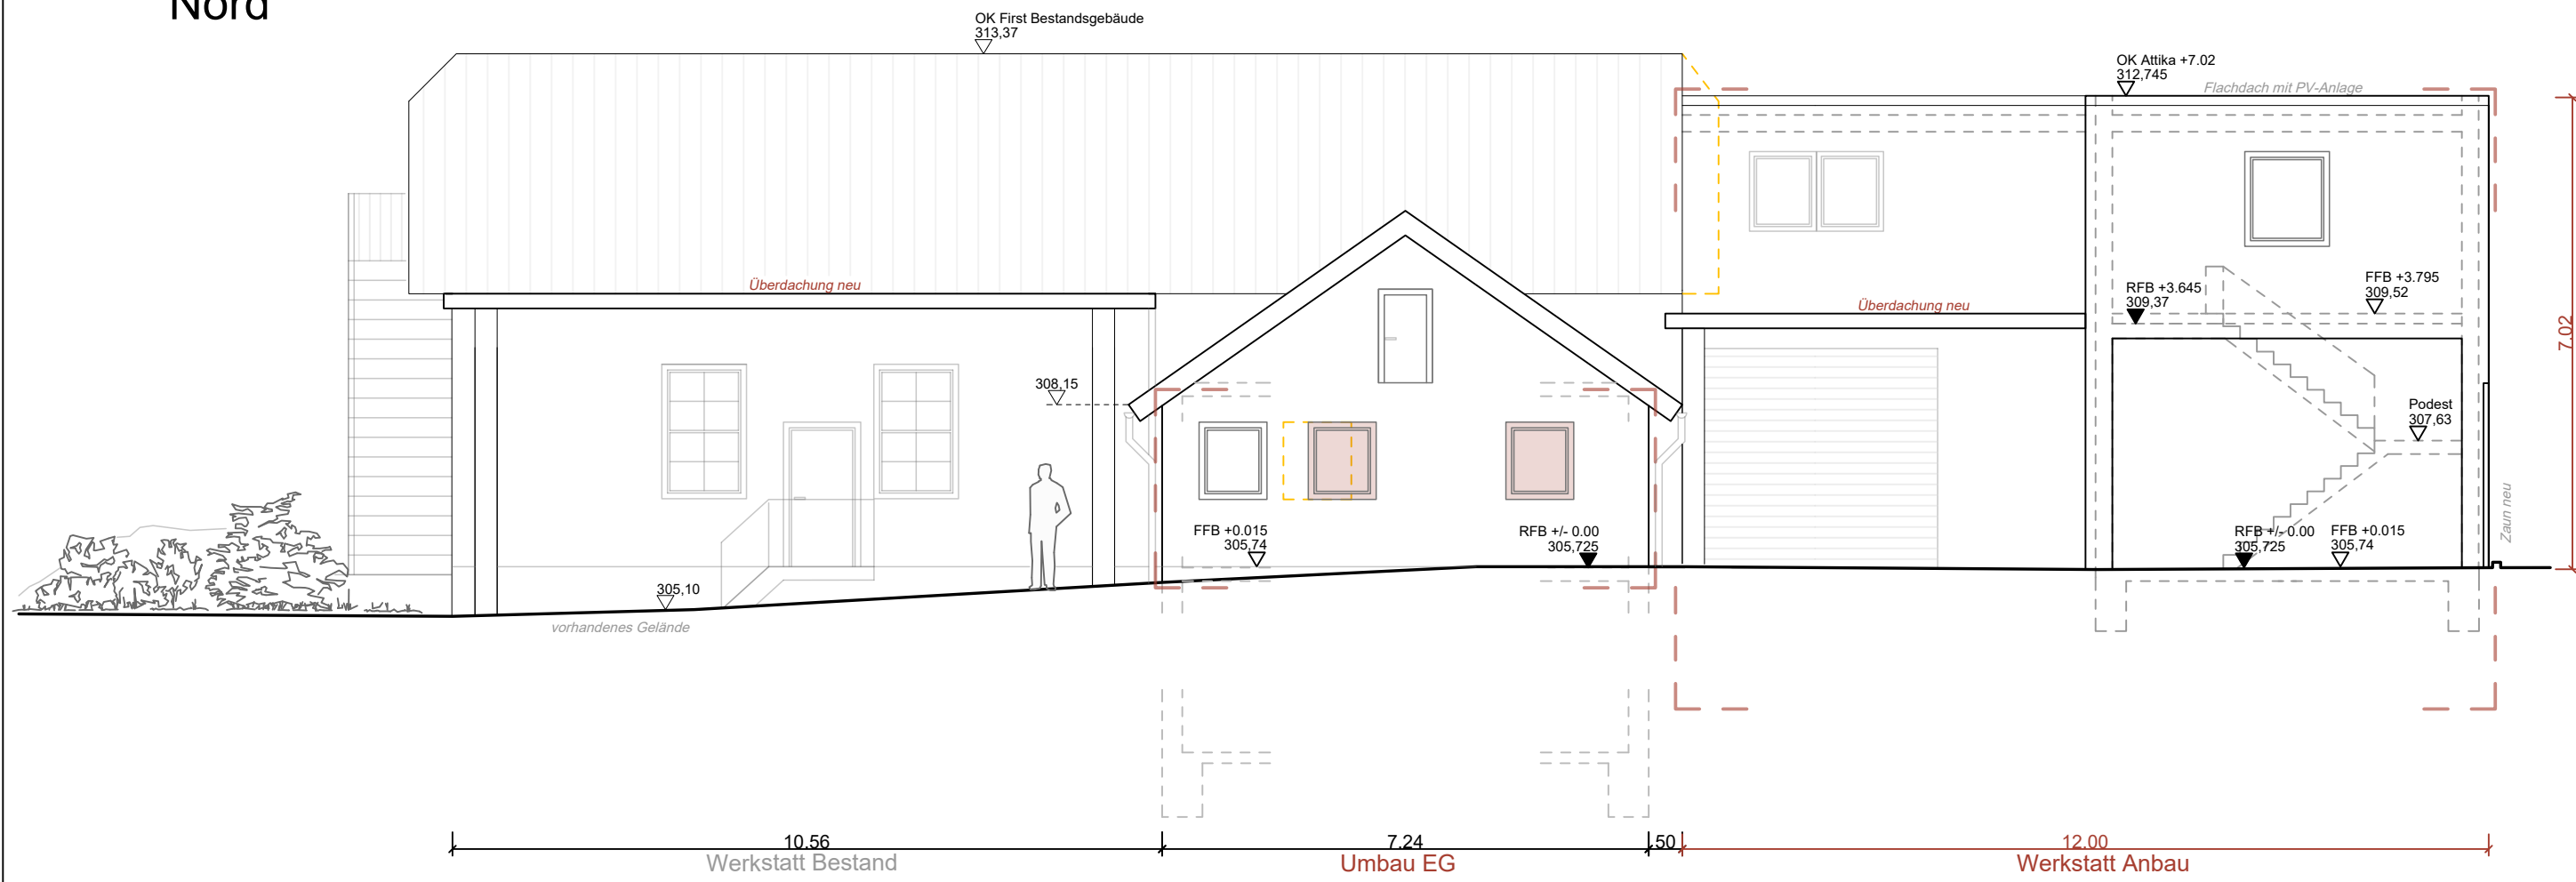 Nord
OK First Bestandsgebäude
313,37
OK Attika +7.02
312,745
Flachdach mit PV-Anlage
Überdachung neu
Überdachung neu
RFB +3.645
309,37
FFB +3.795
309,52
7.02
308,15
Podest
307,63
FFB +0.015
305,74
RFB +/- 0.00
305,725
RFB +/- 0.00
305,725
FFB +0.015
305,74
Zaun neu
305,10
vorhandenes Gelände
10.56
7.24
50
12.00
Werkstatt Bestand
Umbau EG
Werkstatt Anbau